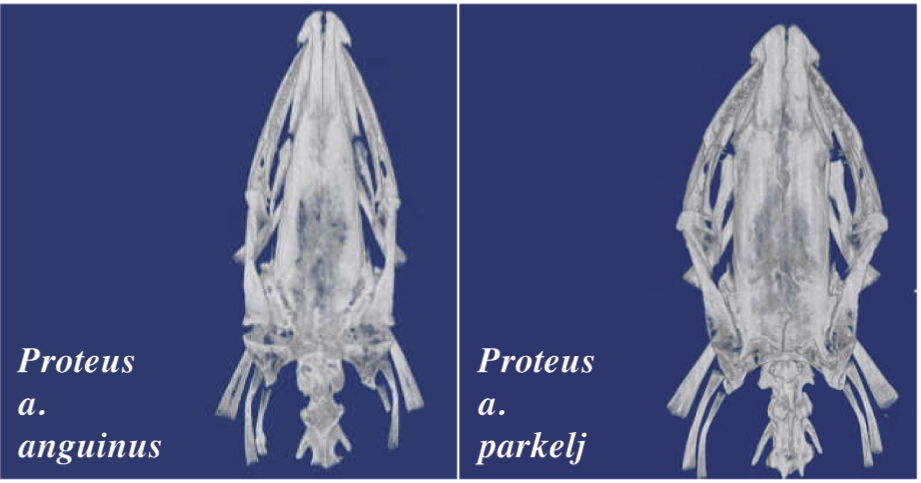 Proteus
a.
anguinus
Proteus
a.
parkelj